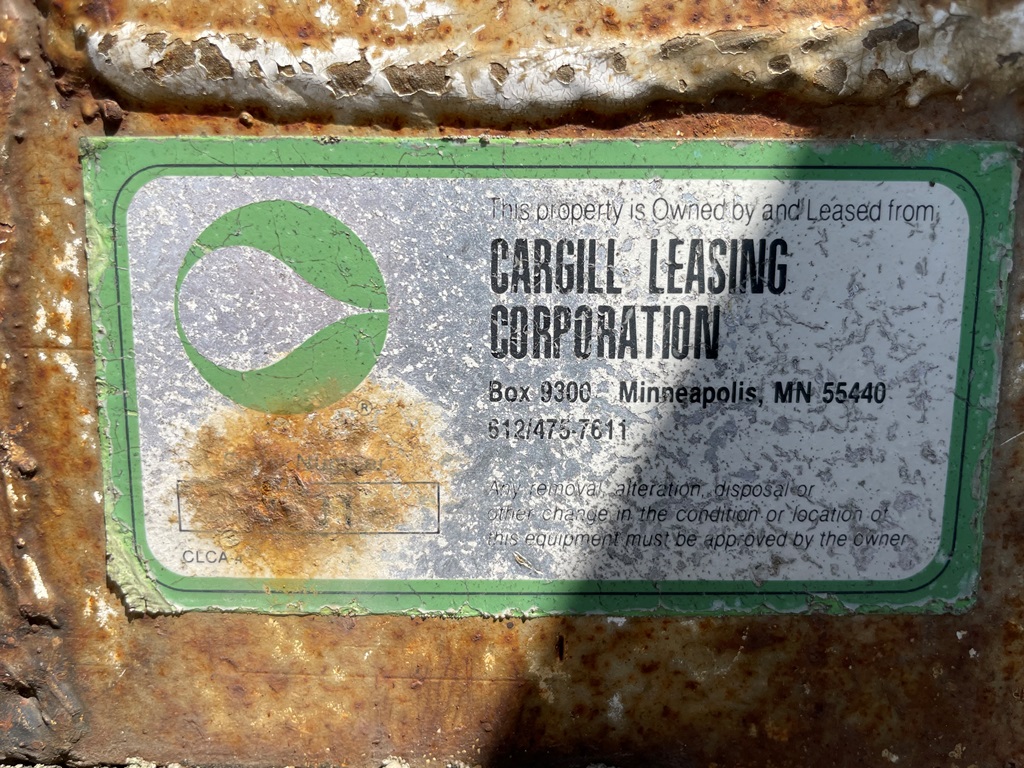 This property is Owned by and Leased from
CARGILL LEASING
CORPORATION
Box 9300 Minneapolis, MN 55440
612/475-7611
Any removal, alteration, disposal or
other change in the condition or location of
this equipment must be approved by the owner
®
Number
CLCA